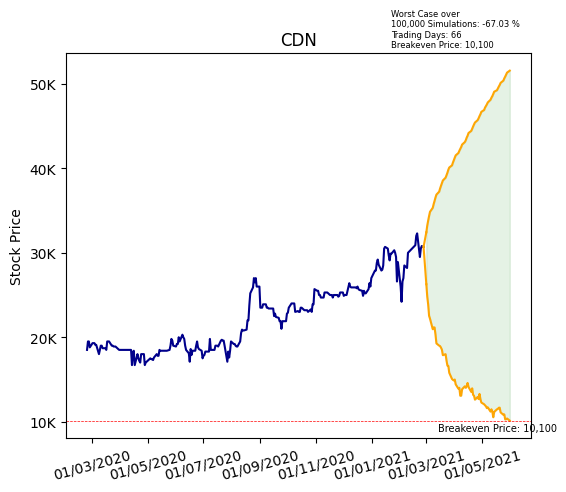 Worst Case over
100,000 Simulations: -67.03 %
Trading Days: 66
Breakeven Price: 10,100
CDN
Stock Price
50K
40K
30K
20K
10K
Breakeven Price: 10,100
01/03/2020
01/05/2020
01/07/2020
01/09/2020
01/11/2020
01/01/2021
01/03/2021
01/05/2021